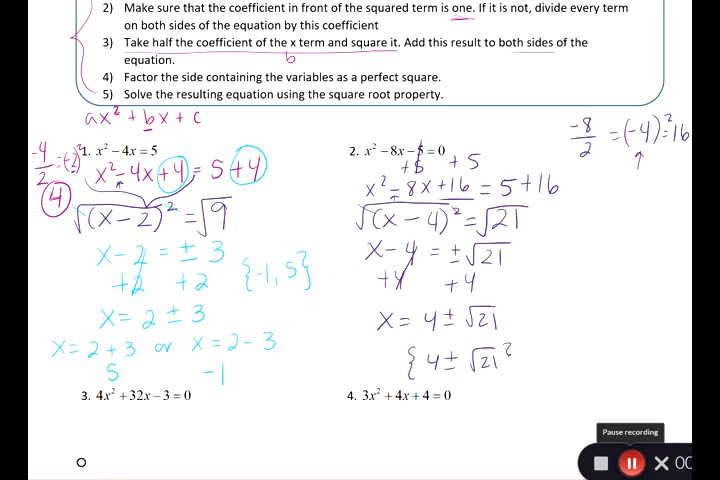 2) Make sure that the coefficient in front of the squared term is one. If it is not, divide every term
on both sides of the equation by this coefficient
3) Take half the coefficient of the x term and square it. Add this result to both sides of the
equation.
b
4) Factor the side containing the variables as a perfect square.
5) Solve the resulting equation using the square root property.
ax² + bx + c
1. x² − 4x = 5
-4/2 = (-2)²
4
x² − 4x + 4 = 5 + 4
√(x − 2)² = √9
x − 2 = ± 3
+2 +2
{-1, 5}
x = 2 ± 3
x = 2 + 3 or x = 2 − 3
5 -1
2. x² − 8x − 5 = 0
+5 +5
-8/2 = (-4)² = 16
x² − 8x + 16 = 5 + 16
√(x − 4)² = √21
x − 4 = ± √21
+4 +4
x = 4 ± √21
{4 ± √21}
3. 4x² + 32x − 3 = 0
4. 3x² + 4x + 4 = 0
Pause recording
00